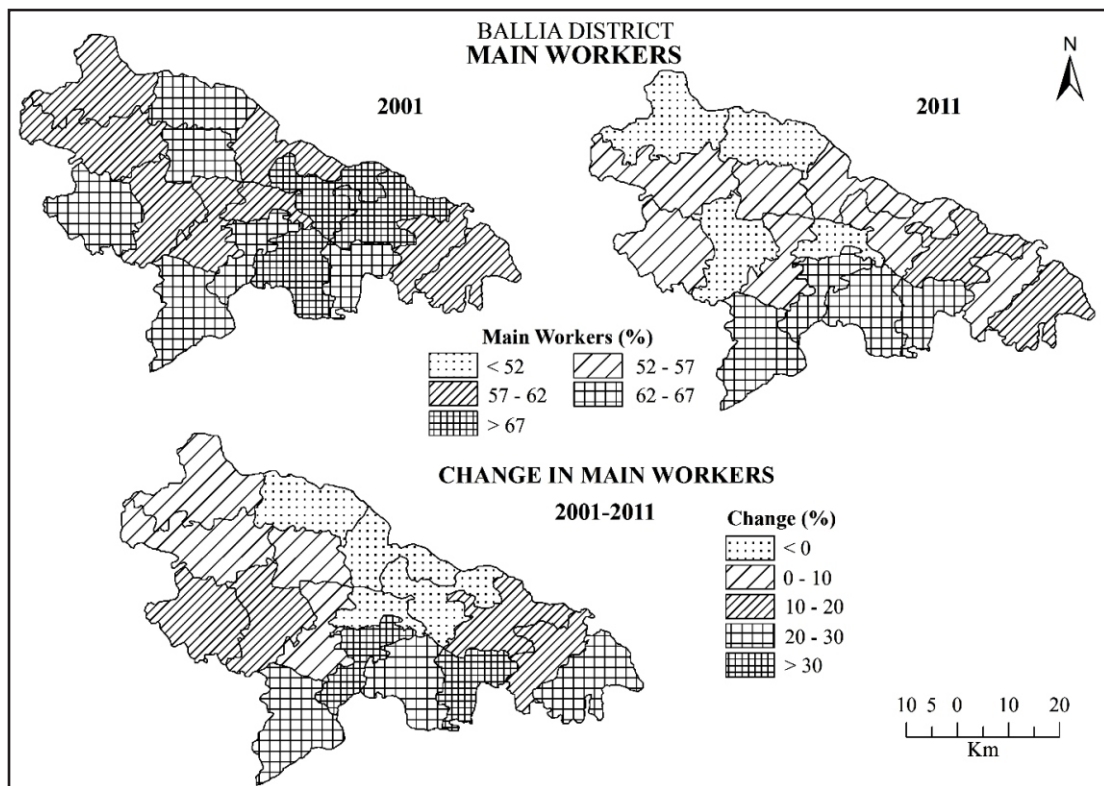 BALLIA DISTRICT
MAIN WORKERS
N
2001
2011
Main Workers (%)
< 52
52 - 57
57 - 62
62 - 67
> 67
CHANGE IN MAIN WORKERS
2001-2011
Change (%)
< 0
0 - 10
10 - 20
20 - 30
> 30
10 5 0 10 20
Km